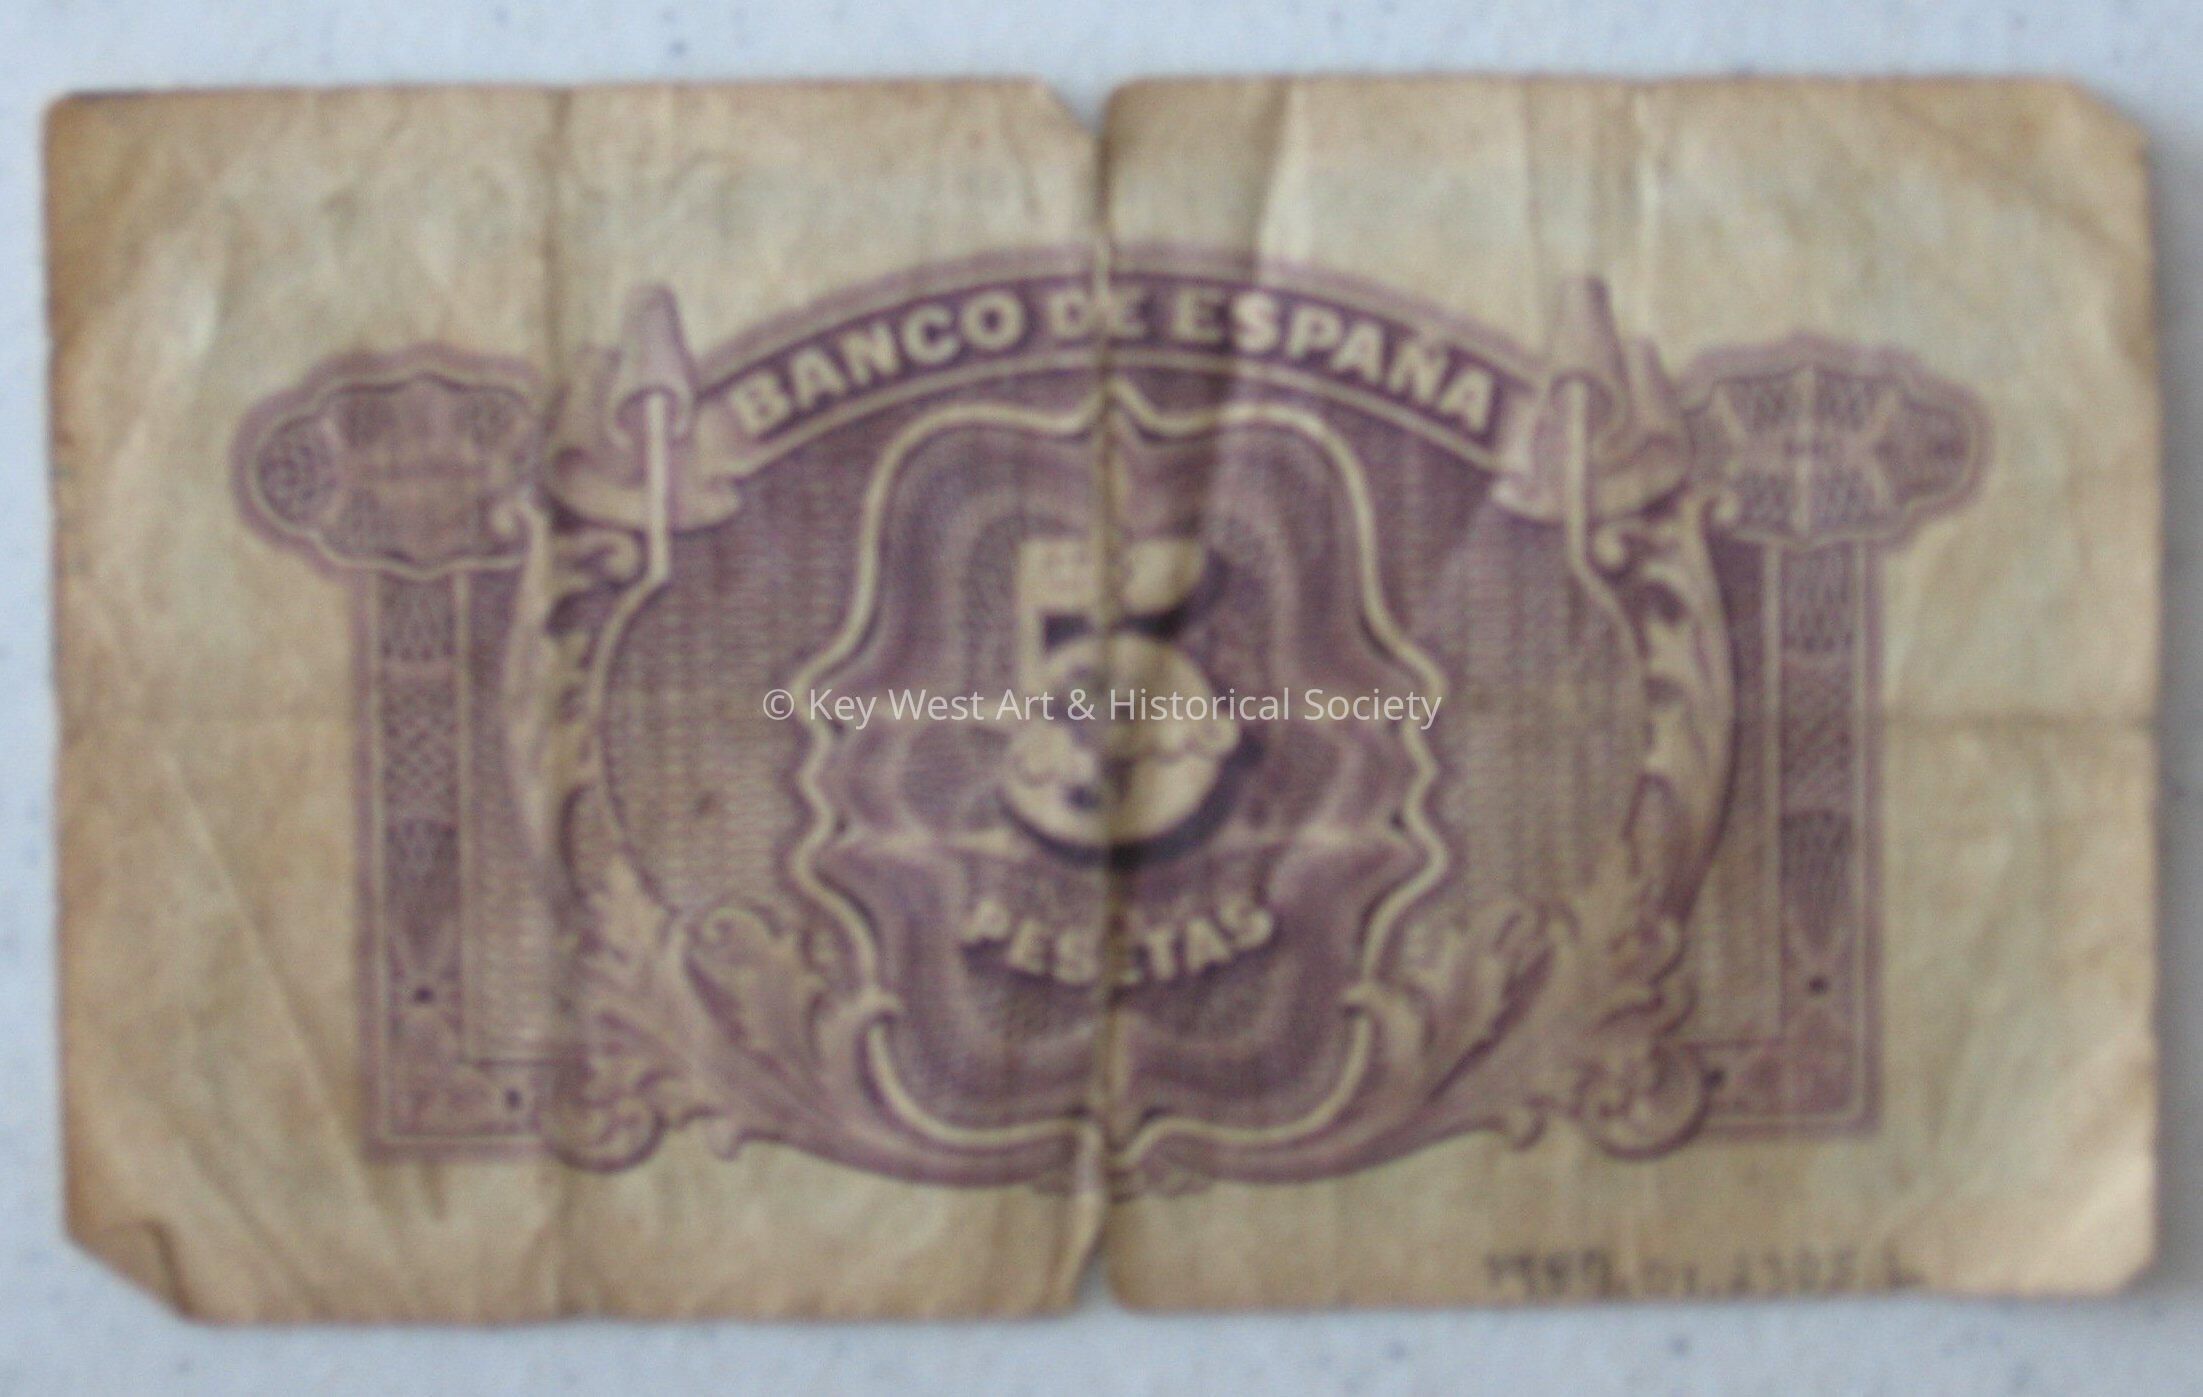 BANCO DE ESPAÑA
5
© Key West Art & Historical Society
PESETAS